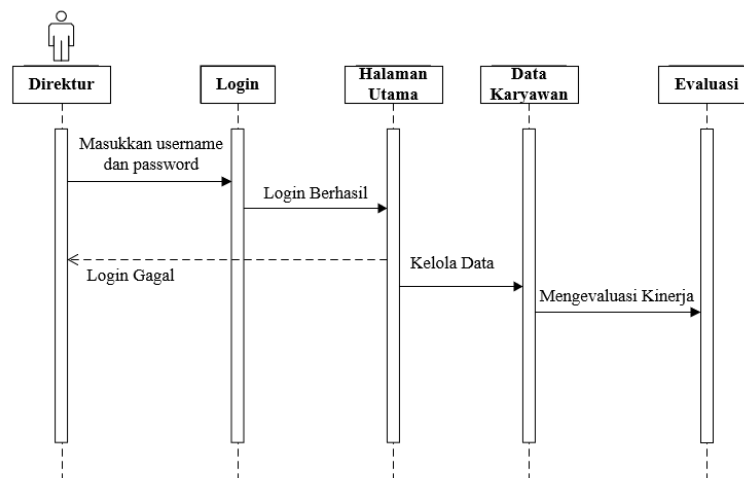 Direktur
Login
Halaman
Utama
Data
Karyawan
Evaluasi
Masukkan username
dan password
Login Berhasil
Login Gagal
Kelola Data
Mengevaluasi Kinerja